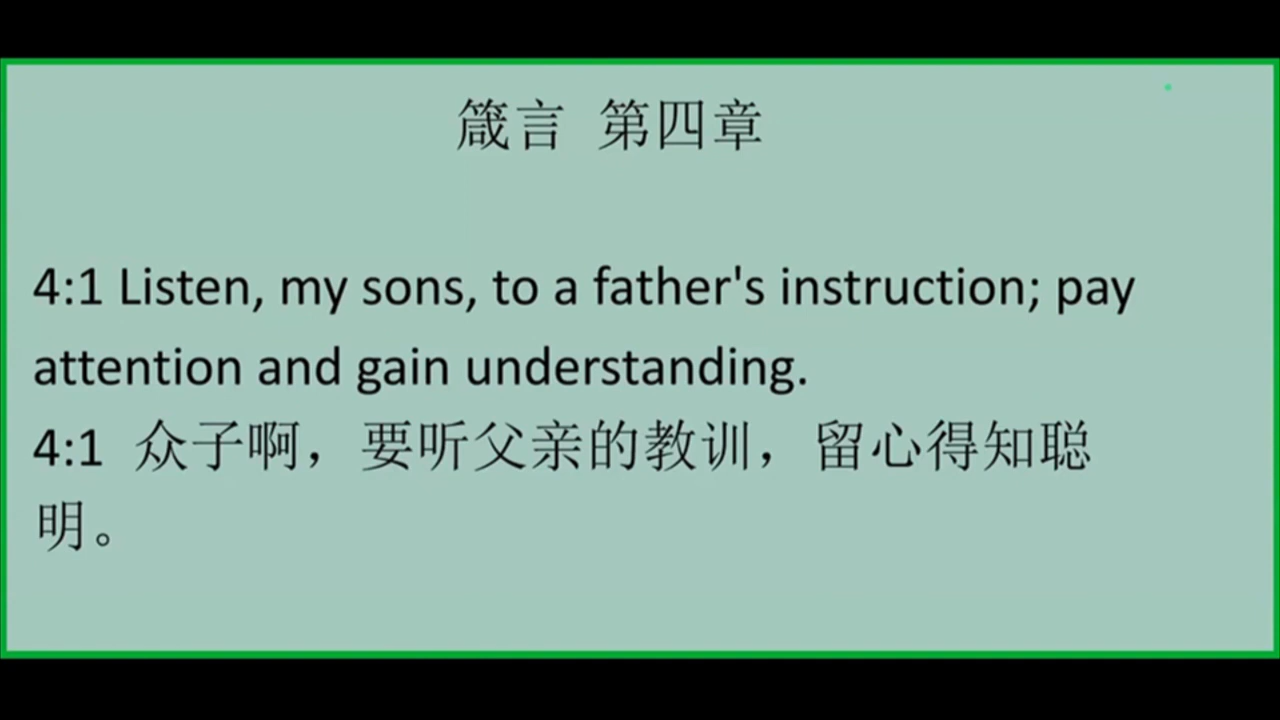 箴言 第四章
4:1 Listen, my sons, to a father's instruction; pay
attention and gain understanding.
4:1 众子啊，要听父亲的教训，留心得知聪
明。